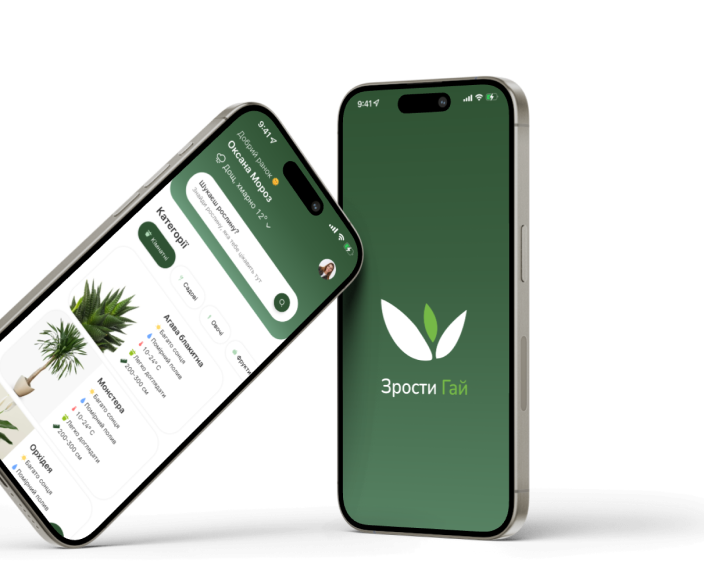 9:41
Добрий ранок
Оксана Мороз
Дощ, хмарно 12°
Шукаєш рослину?
Знайди рослину, яка тебе цікавить тут
Категорії
Кімнатні
Садові
Овочі
Фрукти
Агава блакитна
Багато сонця
Помірний полив
10-24° C
Легко доглядати
200-300 см
Монстера
Багато сонця
Помірний полив
10-24° C
Легко доглядати
200-300 см
Орхідея
Багато сонця
Помірний полив
9:41
Зрости Гай